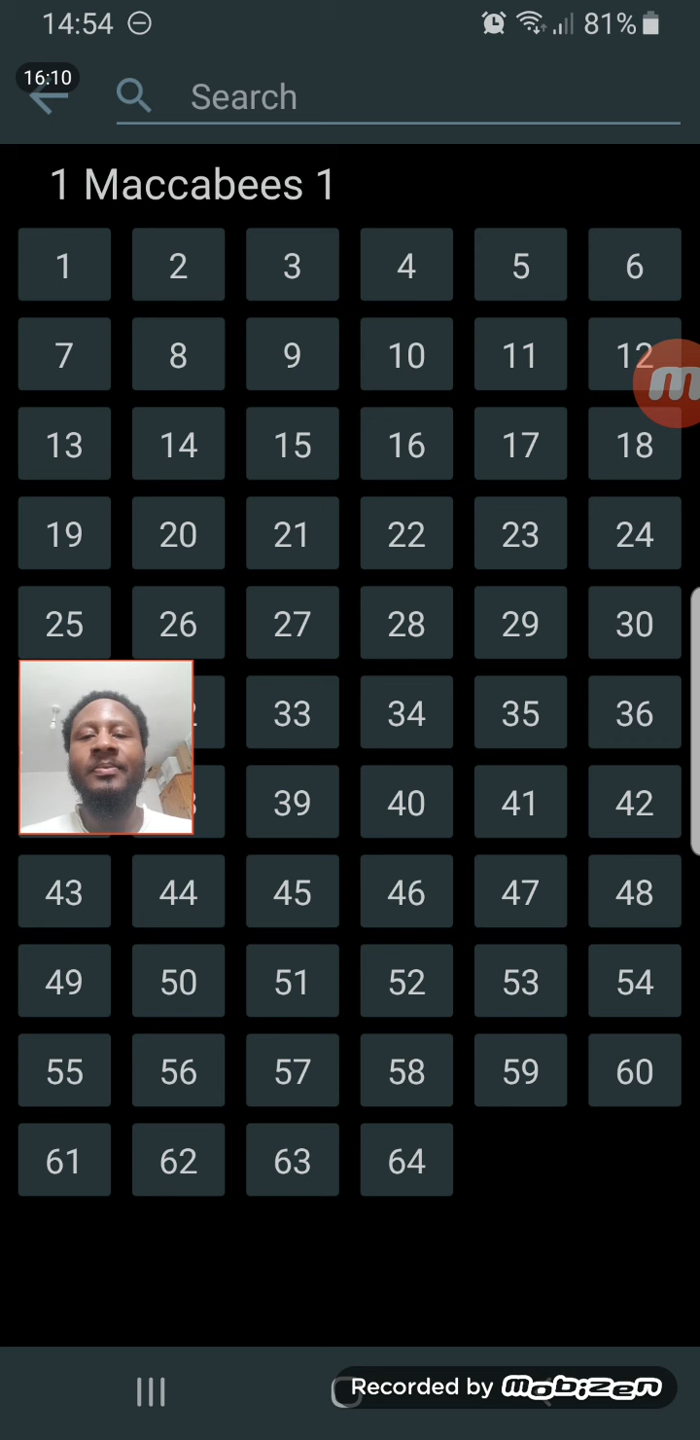 14:54 81%
16:10
Search
1 Maccabees 1
1 2 3 4 5 6
7 8 9 10 11 12
13 14 15 16 17 18
19 20 21 22 23 24
25 26 27 28 29 30
33 34 35 36
39 40 41 42
43 44 45 46 47 48
49 50 51 52 53 54
55 56 57 58 59 60
61 62 63 64
Recorded by mobizen